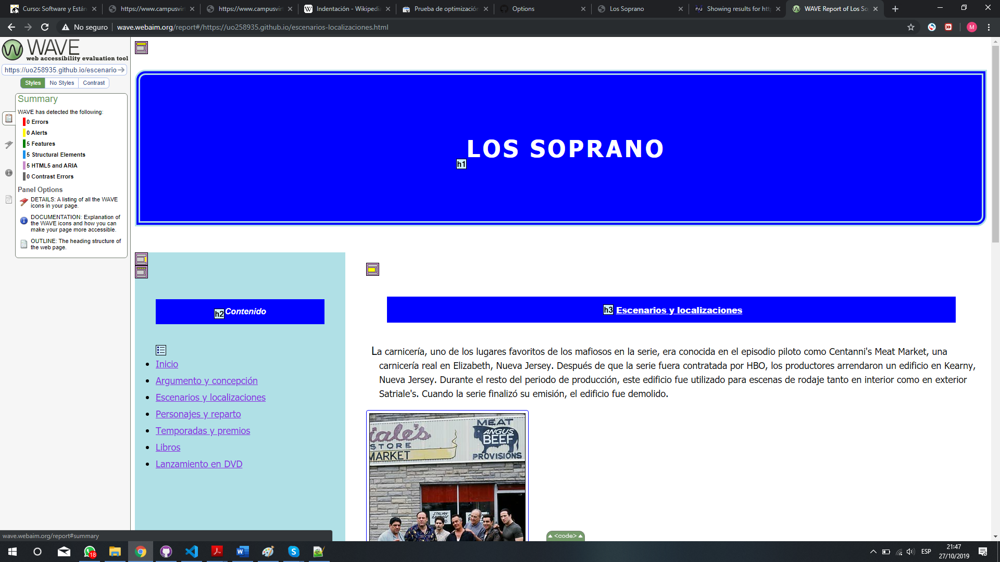 Curso: Software y Están
https://www.campusvir
https://www.campusvir
Indentación - Wikipedi
Prueba de optimización
Options
Los Soprano
Showing results for htt
WAVE Report of Los So
No seguro
wave.webaim.org/report#/https://uo258935.github.io/escenarios-localizaciones.html
M
WAVE
web accessibility evaluation tool
https://uo258935.github.io/escenario
Styles
No Styles
Contrast
Summary
WAVE has detected the following:
0 Errors
0 Alerts
5 Features
5 Structural Elements
5 HTML5 and ARIA
0 Contrast Errors
Panel Options
DETAILS: A listing of all the WAVE
icons in your page.
DOCUMENTATION: Explanation of
the WAVE icons and how you can
make your page more accessible.
OUTLINE: The heading structure of
the web page.
LOS SOPRANO
h1
h2 Contenido
Inicio
Argumento y concepción
Escenarios y localizaciones
Personajes y reparto
Temporadas y premios
Libros
Lanzamiento en DVD
h3 Escenarios y localizaciones
La carnicería, uno de los lugares favoritos de los mafiosos en la serie, era conocida en el episodio piloto como Centanni's Meat Market, una
carnicería real en Elizabeth, Nueva Jersey. Después de que la serie fuera contratada por HBO, los productores arrendaron un edificio en Kearny,
Nueva Jersey. Durante el resto del periodo de producción, este edificio fue utilizado para escenas de rodaje tanto en interior como en exterior
Satriale's. Cuando la serie finalizó su emisión, el edificio fue demolido.
iale's
STORE
MARKET
MEAT
ANGUS
BEEF
PROVISIONS
ITALIAN
<code>
wave.webaim.org/report#summary
18
ESP
21:47
27/10/2019